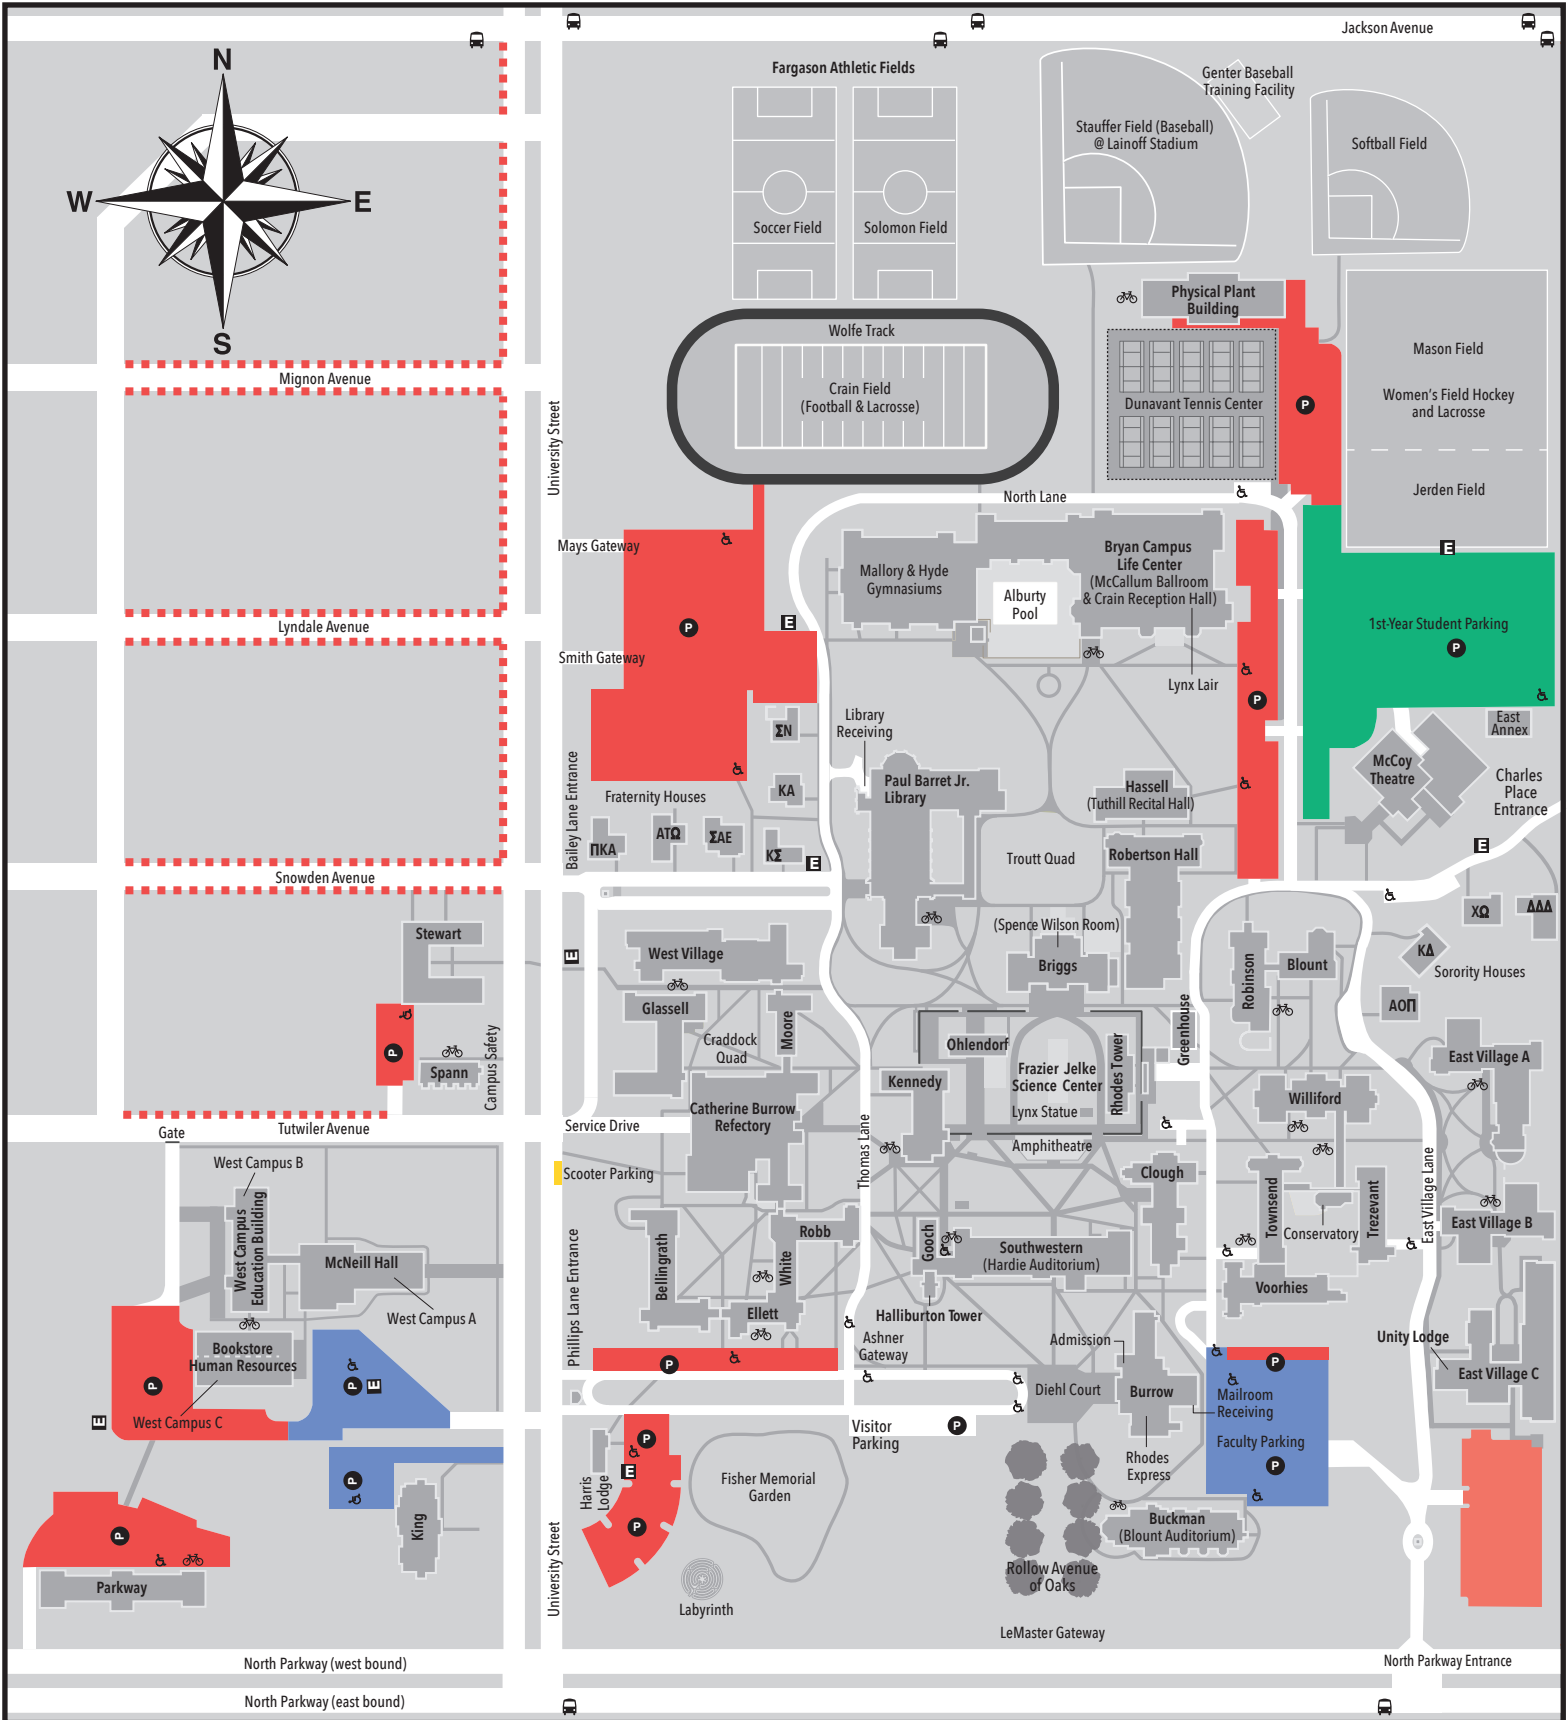 Jackson Avenue
N
W
E
S
Fargason Athletic Fields
Soccer Field
Solomon Field
Stauffer Field (Baseball)
@ Lainoff Stadium
Genter Baseball
Training Facility
Softball Field
Physical Plant
Building
Wolfe Track
Crain Field
(Football & Lacrosse)
Dunavant Tennis Center
P
Mason Field
Women's Field Hockey
and Lacrosse
Jerden Field
Mignon Avenue
University Street
North Lane
Mays Gateway
Mallory & Hyde
Gymnasiums
Bryan Campus
Life Center
(McCallum Ballroom
& Crain Reception Hall)
Alburty
Pool
E
E
P
1st-Year Student Parking
P
Lyndale Avenue
Smith Gateway
Lynx Lair
P
ΣN
Library
Receiving
East
Annex
McCoy
Theatre
Charles
Place
Entrance
Bailey Lane Entrance
Fraternity Houses
KA
Paul Barret Jr.
Library
Hassell
(Tuthill Recital Hall)
ΠKA
ATΩ
ΣAE
KΣ
E
Troutt Quad
Robertson Hall
E
Snowden Avenue
Stewart
West Village
E
(Spence Wilson Room)
Briggs
Robinson
Blount
XΩ
ΔΔΔ
KΔ
Sorority Houses
AOΠ
Glassell
Moore
Craddock
Quad
Ohlendorf
Frazier Jelke
Science Center
Rhodes Tower
Greenhouse
East Village A
P
Spann
Campus Safety
Kennedy
Lynx Statue
Williford
Catherine Burrow
Refectory
Tutwiler Avenue
Gate
Service Drive
Thomas Lane
Amphitheatre
West Campus B
Scooter Parking
Clough
Townsend
Conservatory
Trezevant
East Village Lane
East Village B
West Campus
Education Building
McNeill Hall
West Campus A
Phillips Lane Entrance
Bellingrath
Robb
White
Ellett
Gooch
Southwestern
(Hardie Auditorium)
Halliburton Tower
Voorhies
Bookstore
Human Resources
West Campus C
P
P
E
E
P
Ashner
Gateway
Admission
Diehl Court
Burrow
P
Mailroom
Receiving
Faculty Parking
P
Unity Lodge
East Village C
Visitor
Parking
P
Rhodes
Express
P
E
P
Harris
Lodge
Fisher Memorial
Garden
P
King
P
Parkway
Buckman
(Blount Auditorium)
Rollow Avenue
of Oaks
University Street
Labyrinth
LeMaster Gateway
North Parkway (west bound)
North Parkway Entrance
North Parkway (east bound)